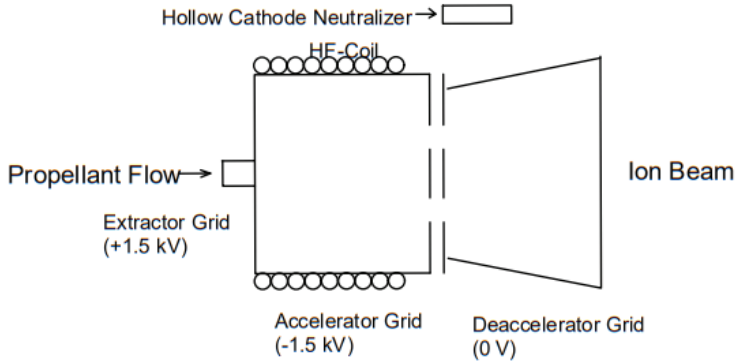 Hollow Cathode Neutralizer
HF-Coil
Propellant Flow
Ion Beam
Extractor Grid
(+1.5 kV)
Accelerator Grid
(-1.5 kV)
Deaccelerator Grid
(0 V)